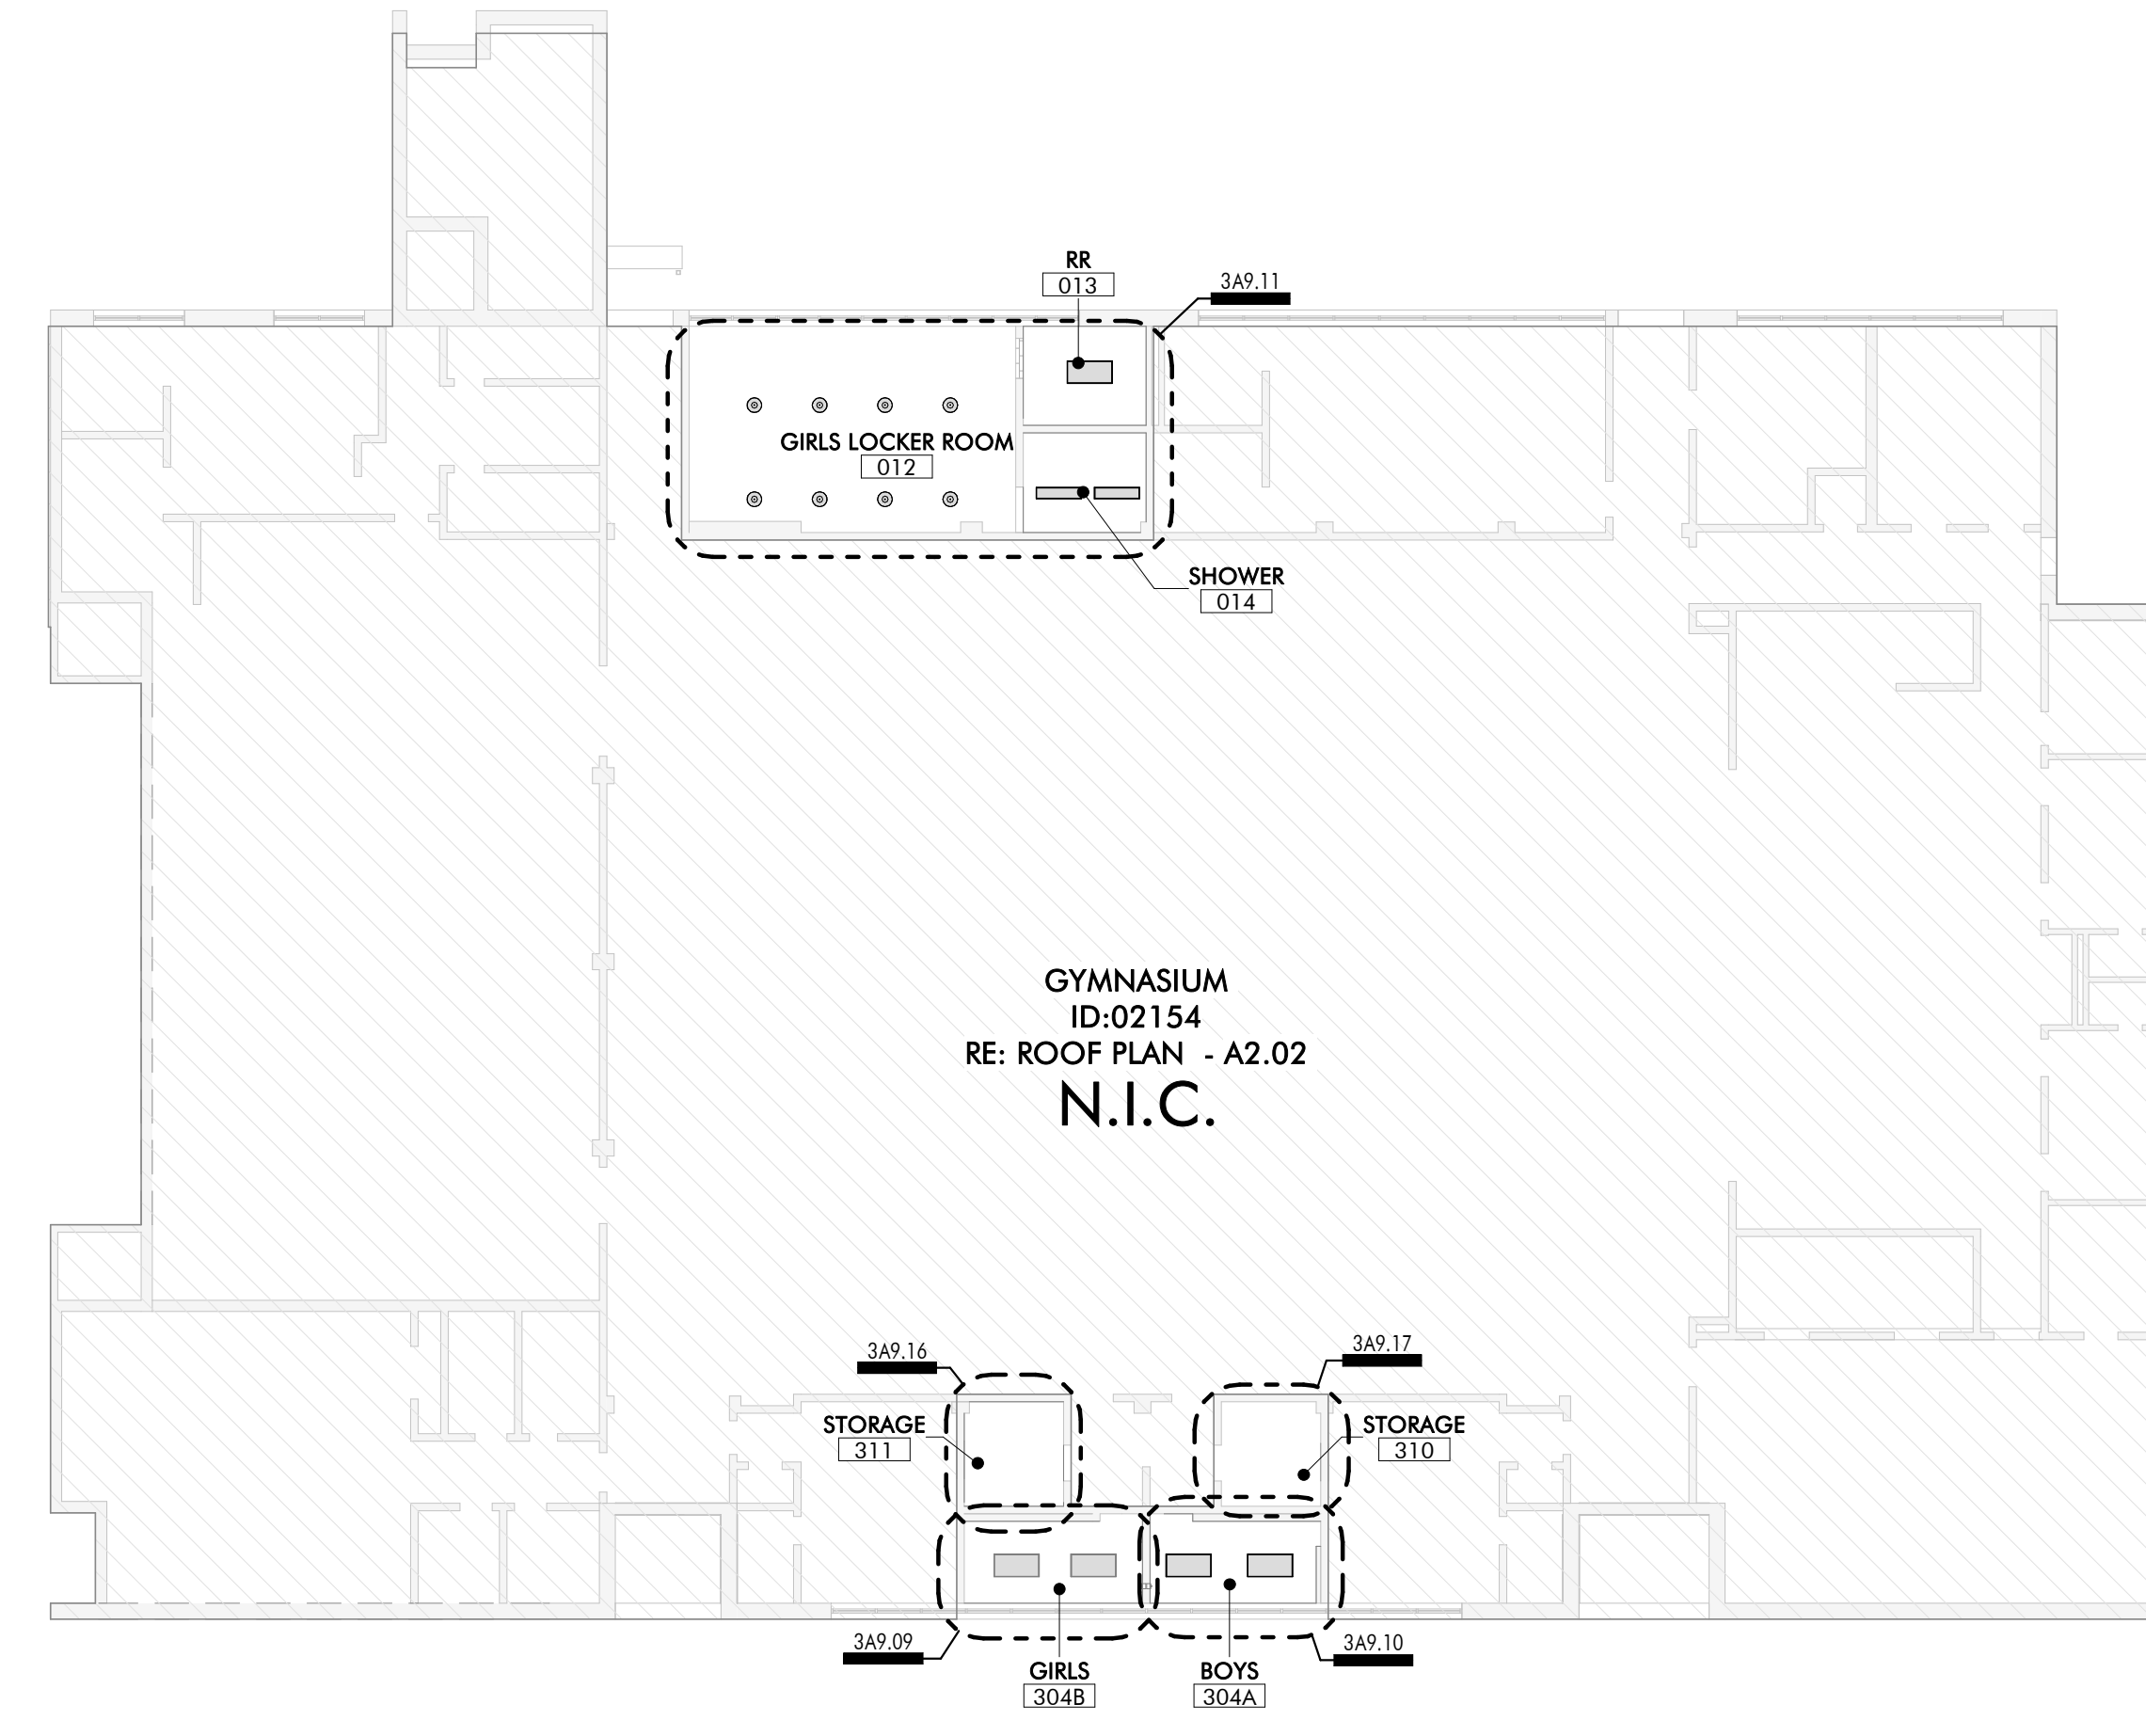 RR
013
3A9.11
GIRLS LOCKER ROOM
012
SHOWER
014
GYMNASIUM
ID:02154
RE: ROOF PLAN - A2.02
N.I.C.
3A9.16
3A9.17
STORAGE
311
STORAGE
310
3A9.09
3A9.10
GIRLS
304B
BOYS
304A